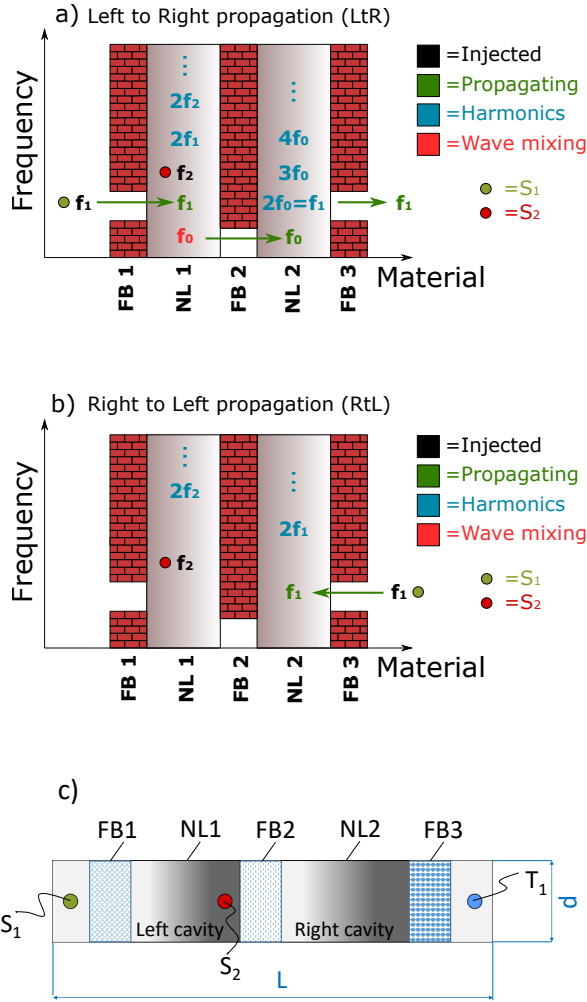 a) Left to Right propagation (LtR)
Frequency
⋮
2f₂
2f₁
f₂
f₁
f₁
f₀
⋮
4f₀
3f₀
2f₀=f₁
f₀
f₁
FB 1
NL 1
FB 2
NL 2
FB 3
Material
=Injected
=Propagating
=Harmonics
=Wave mixing
=S₁
=S₂
b) Right to Left propagation (RtL)
Frequency
⋮
2f₂
f₂
⋮
2f₁
f₁
f₁
FB 1
NL 1
FB 2
NL 2
FB 3
Material
=Injected
=Propagating
=Harmonics
=Wave mixing
=S₁
=S₂
c)
FB1 NL1 FB2 NL2 FB3
S₁
Left cavity
S₂
Right cavity
T₁
d
L